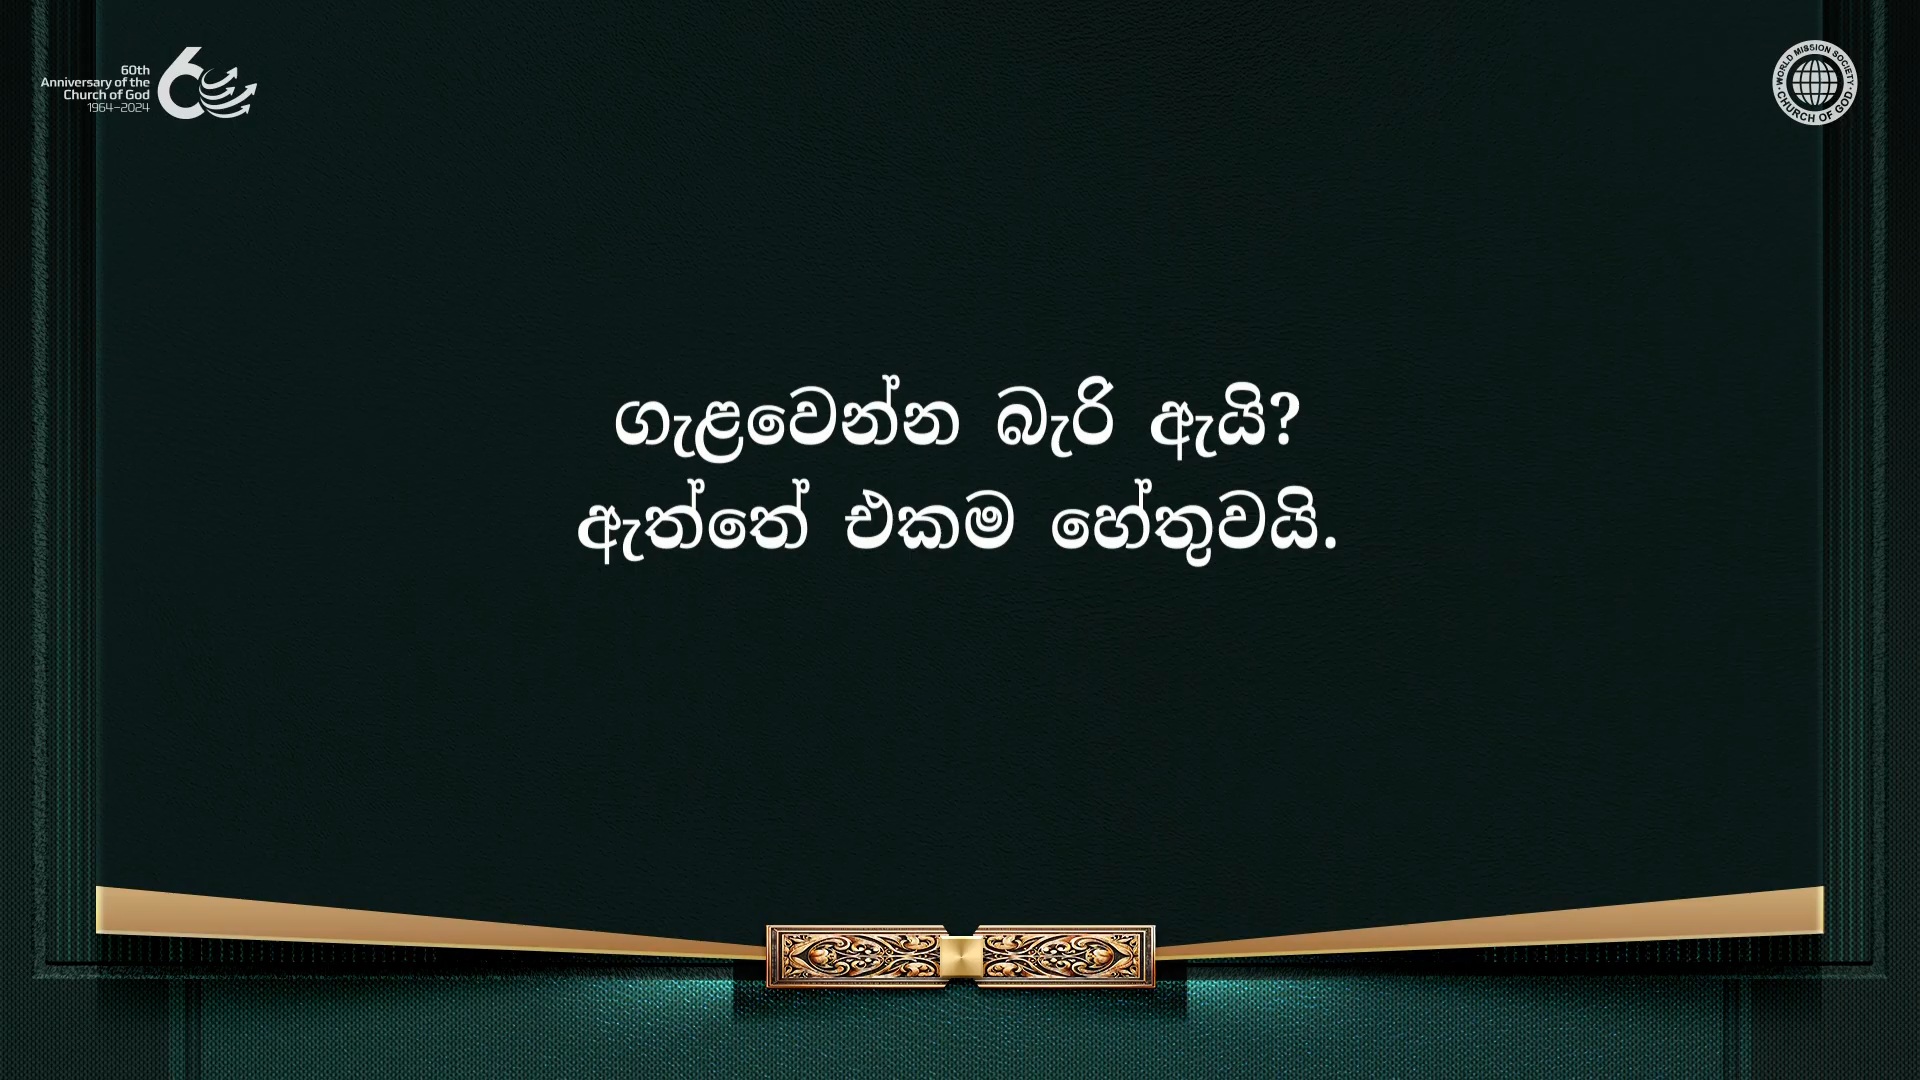 60th
Anniversary of the
Church of God
1964–2024
60
WORLD MISSION SOCIETY
CHURCH OF GOD
ගැළවෙන්න බැරි ඇයි?
ඇත්තේ එකම හේතුවයි.